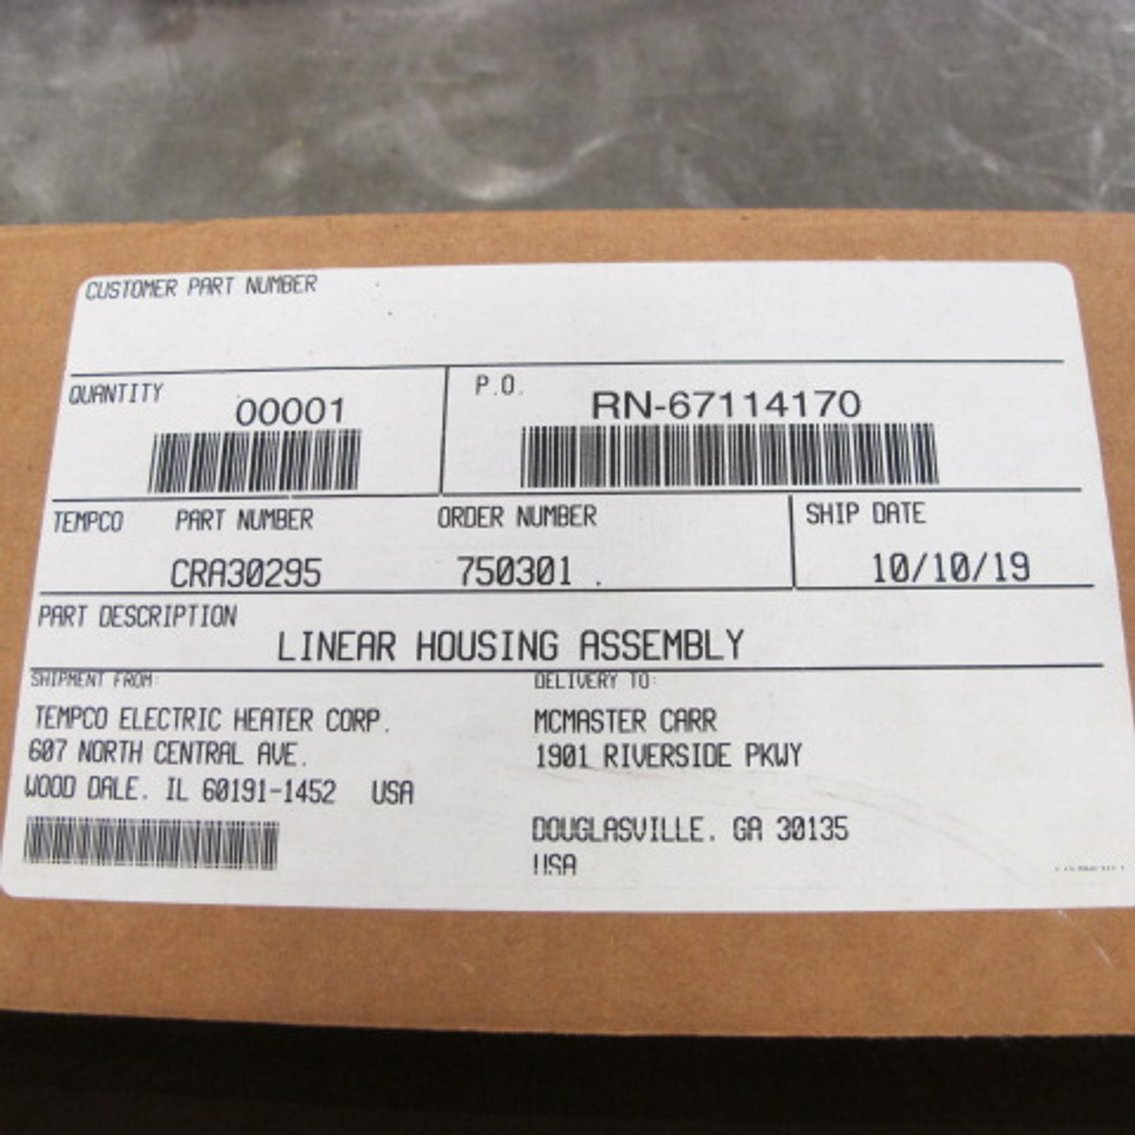 CUSTOMER PART NUMBER
QUANTITY
00001
P.O.
RN-67114170
TEMPCO PART NUMBER
CRA30295
ORDER NUMBER
750301 .
SHIP DATE
10/10/19
PART DESCRIPTION
LINEAR HOUSING ASSEMBLY
SHIPMENT FROM:
TEMPCO ELECTRIC HEATER CORP.
607 NORTH CENTRAL AVE.
WOOD DALE, IL 60191-1452 USA
DELIVERY TO:
MCMASTER CARR
1901 RIVERSIDE PKWY
DOUGLASVILLE, GA 30135
USA